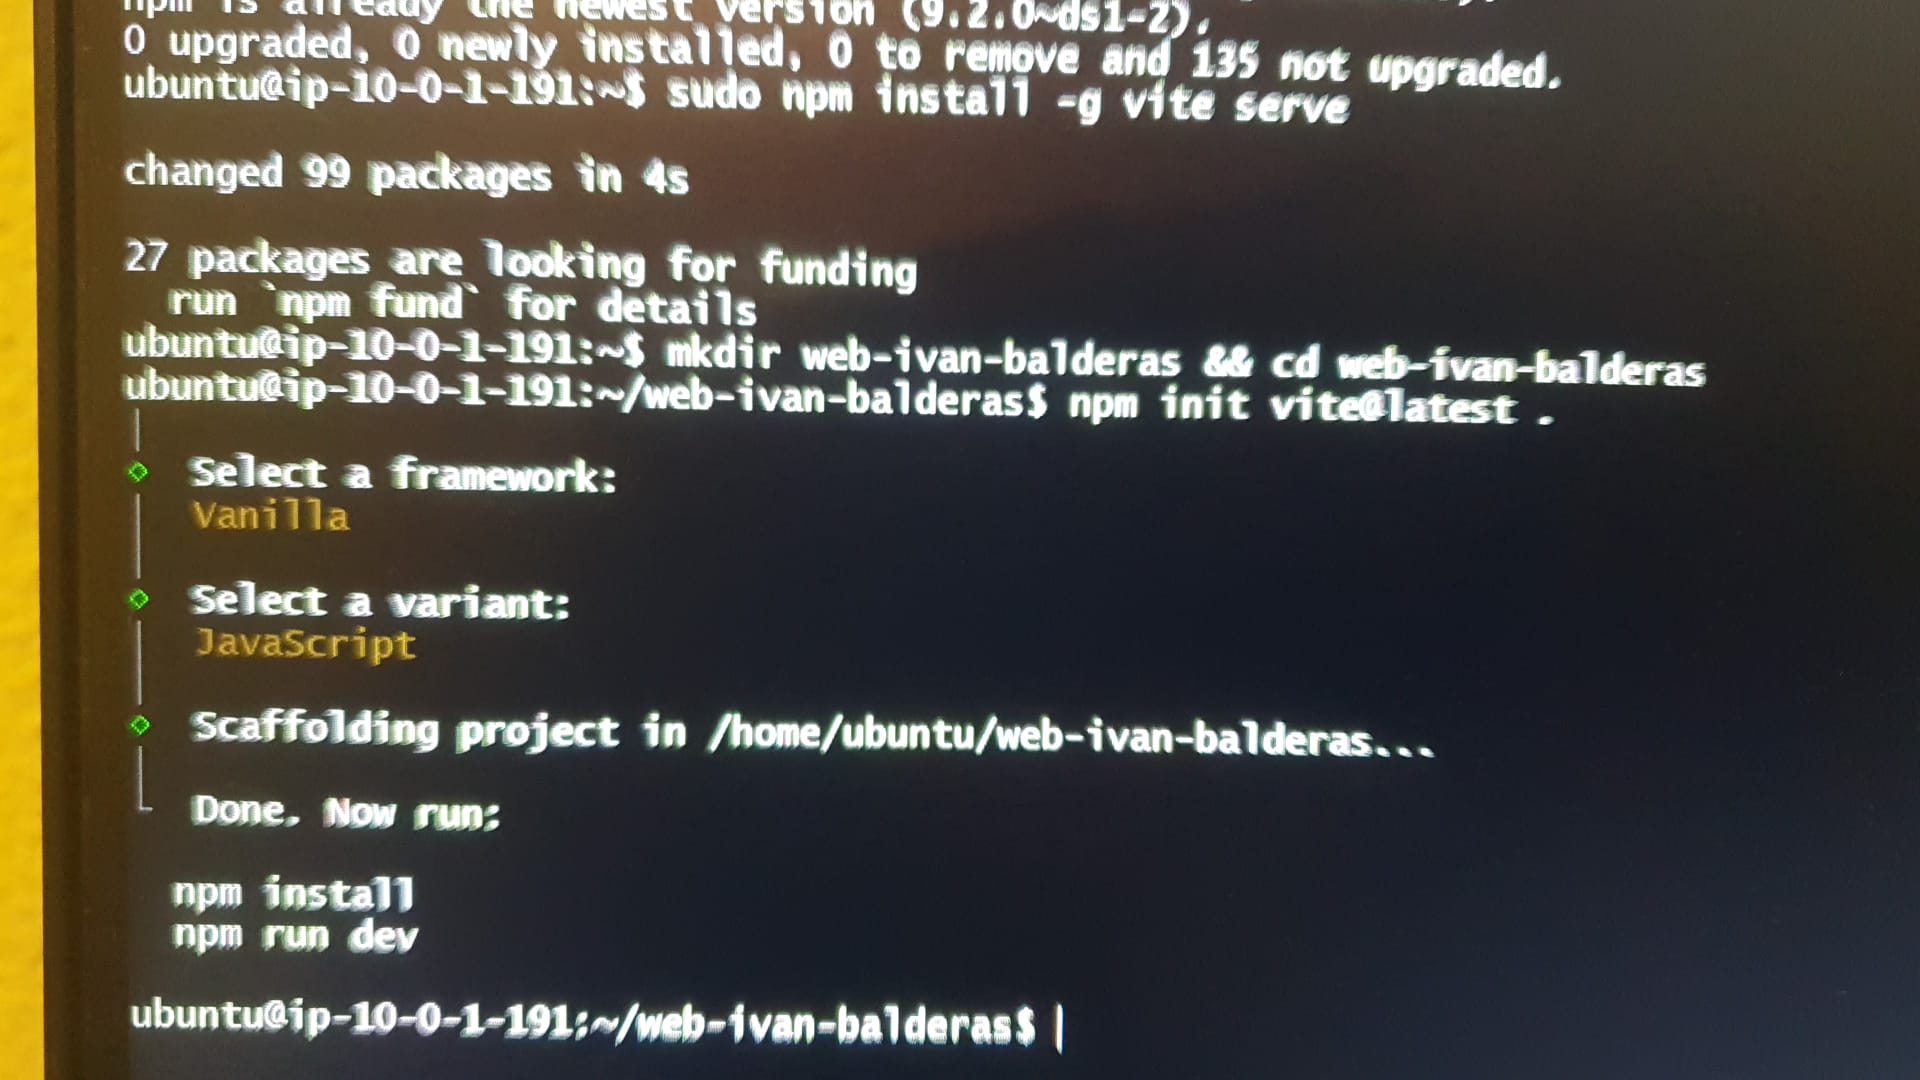 npm is already the newest version (9.2.0~ds1-2).
0 upgraded, 0 newly installed, 0 to remove and 135 not upgraded.
ubuntu@ip-10-0-1-191:~$ sudo npm install -g vite serve
changed 99 packages in 4s
27 packages are looking for funding
run `npm fund` for details
ubuntu@ip-10-0-1-191:~$ mkdir web-ivan-balderas && cd web-ivan-balderas
ubuntu@ip-10-0-1-191:~/web-ivan-balderas$ npm init vite@latest .
Select a framework:
Vanilla
Select a variant:
JavaScript
Scaffolding project in /home/ubuntu/web-ivan-balderas...
Done. Now run:
npm install
npm run dev
ubuntu@ip-10-0-1-191:~/web-ivan-balderas$